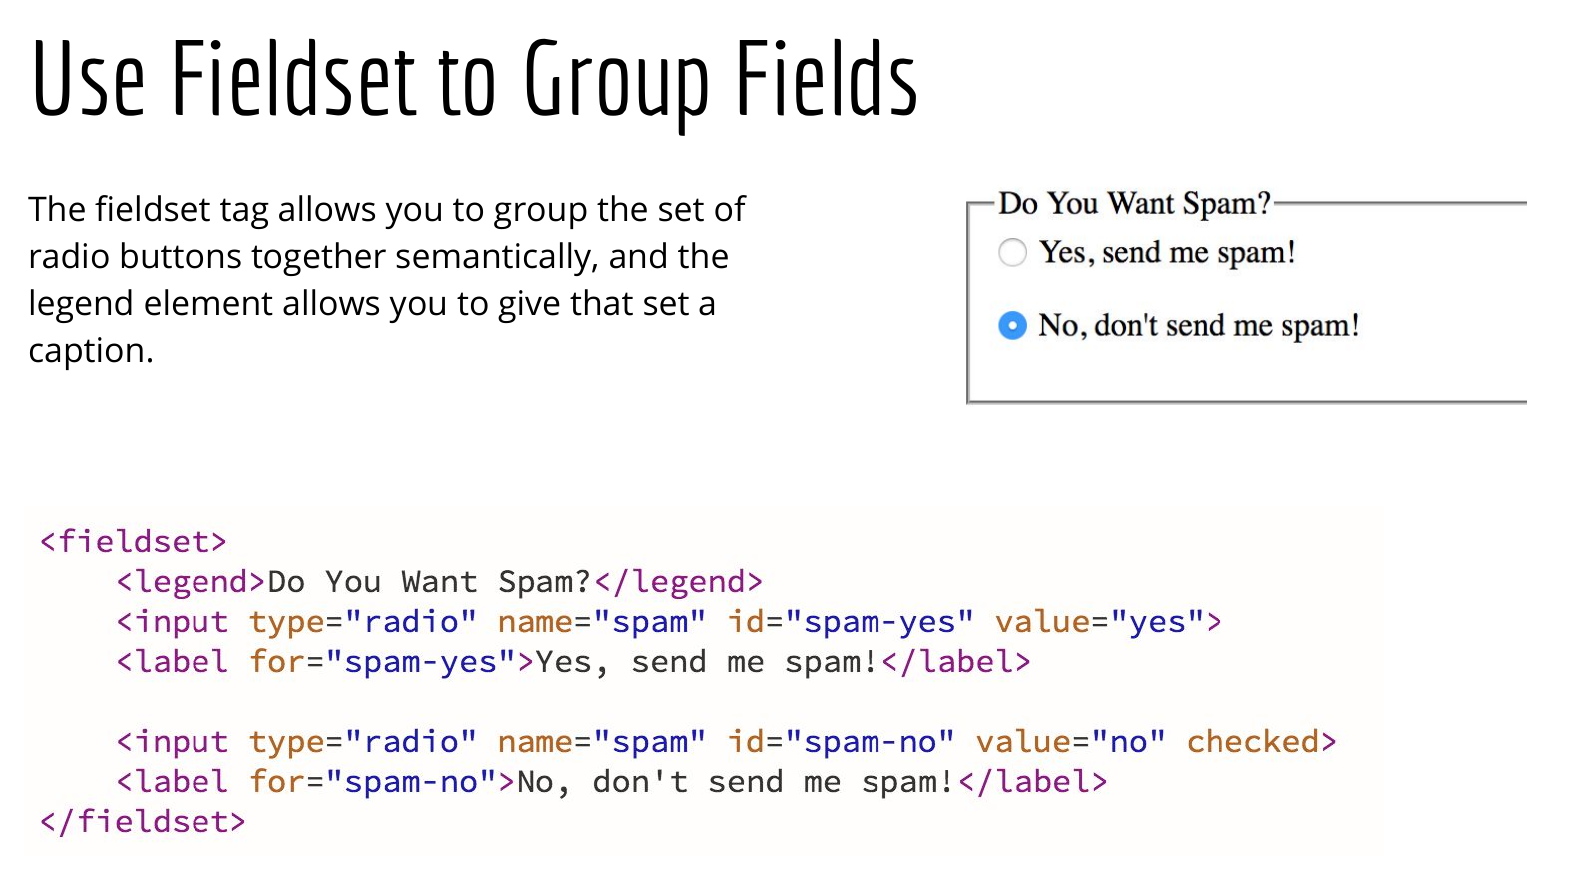 Use Fieldset to Group Fields
The fieldset tag allows you to group the set of
radio buttons together semantically, and the
legend element allows you to give that set a
caption.
Do You Want Spam?
Yes, send me spam!
No, don't send me spam!
<fieldset>
    <legend>Do You Want Spam?</legend>
    <input type="radio" name="spam" id="spam-yes" value="yes">
    <label for="spam-yes">Yes, send me spam!</label>
    <input type="radio" name="spam" id="spam-no" value="no" checked>
    <label for="spam-no">No, don't send me spam!</label>
</fieldset>